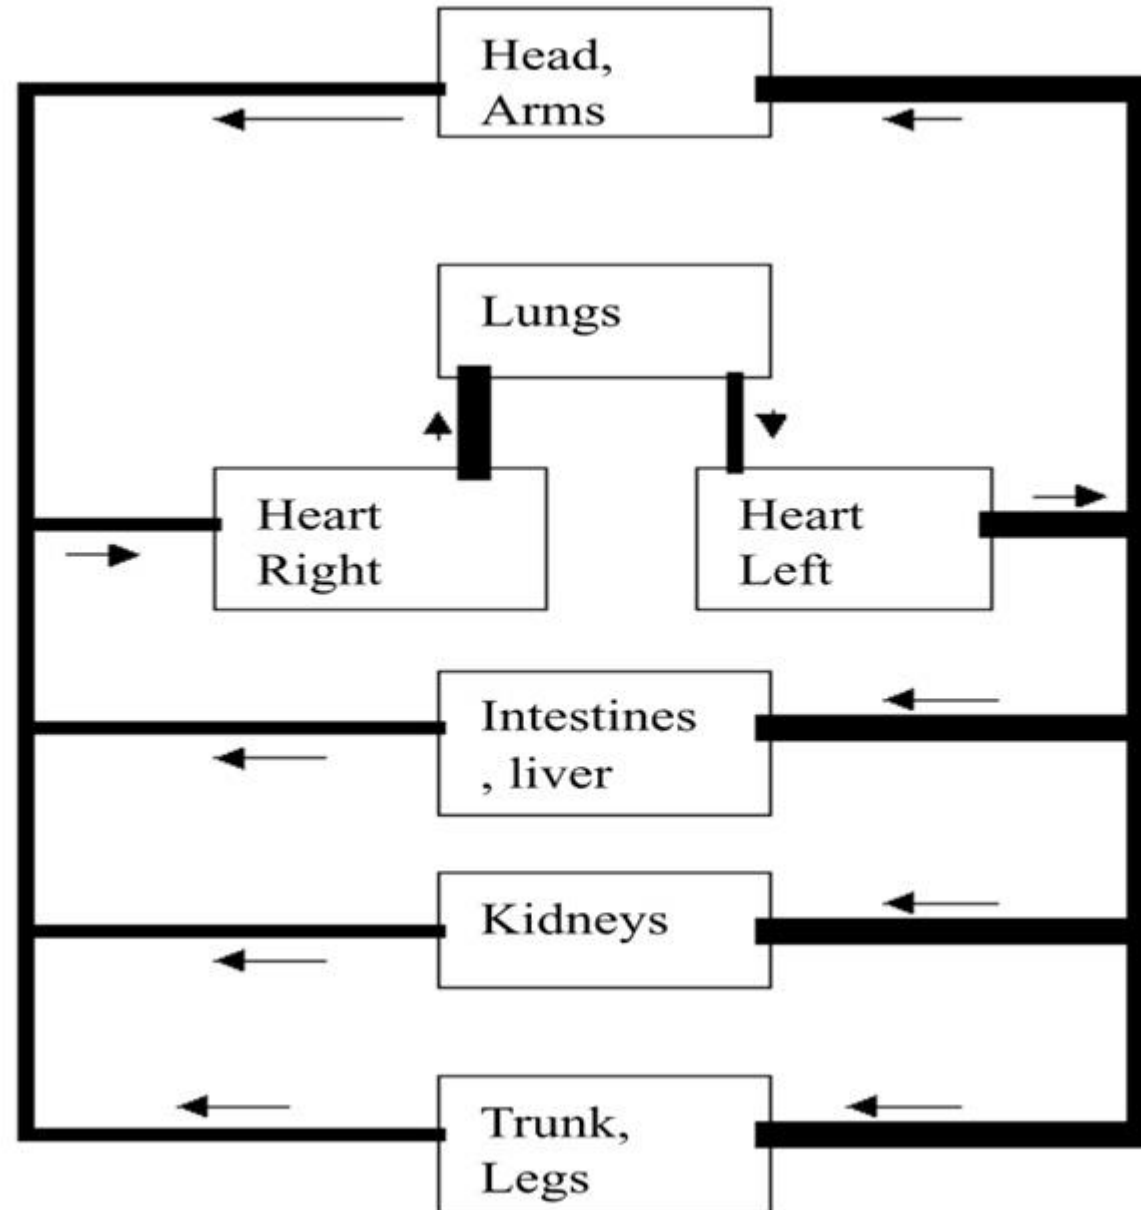 Head,
Arms
Lungs
Heart
Right
Heart
Left
Intestines
, liver
Kidneys
Trunk,
Legs